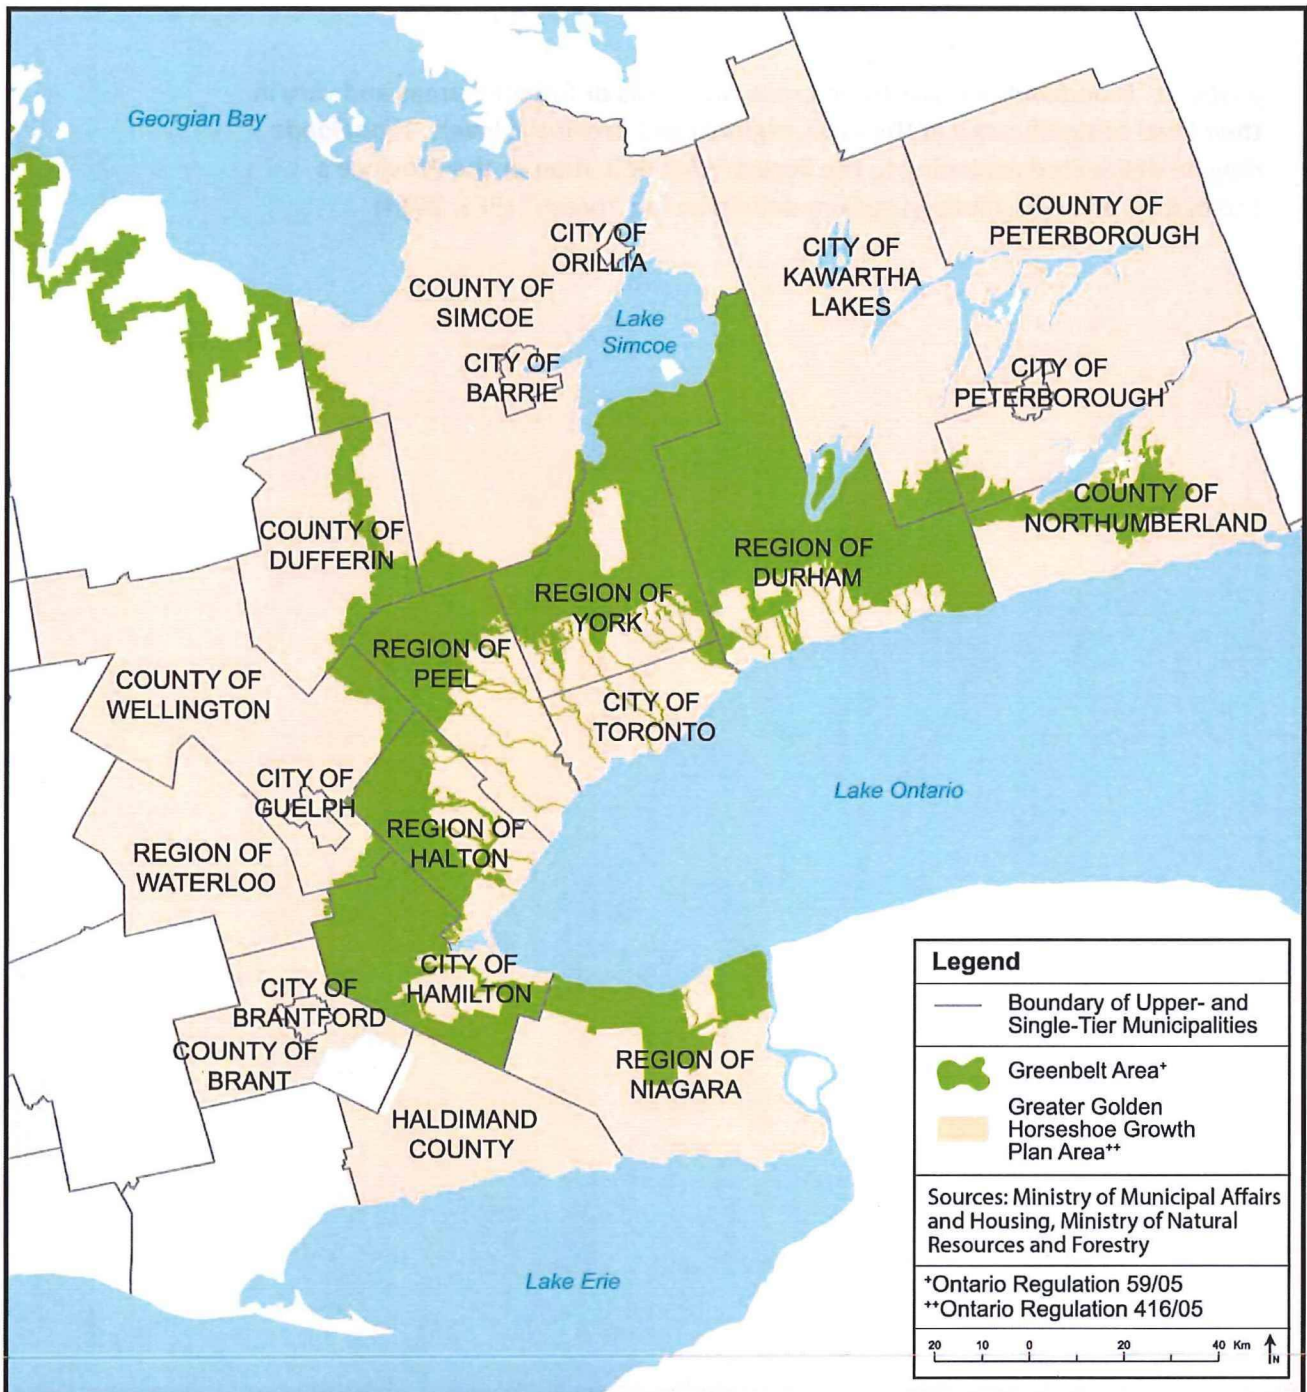 Georgian Bay
COUNTY OF
PETERBOROUGH
CITY OF
ORILLIA
CITY OF
KAWARTHA
LAKES
COUNTY OF
SIMCOE
Lake
Simcoe
CITY OF
BARRIE
CITY OF
PETERBOROUGH
COUNTY OF
NORTHUMBERLAND
COUNTY OF
DUFFERIN
REGION OF
DURHAM
REGION OF
YORK
REGION OF
PEEL
COUNTY OF
WELLINGTON
CITY OF
TORONTO
CITY OF
GUELPH
Lake Ontario
REGION OF
HALTON
REGION OF
WATERLOO
CITY OF
HAMILTON
CITY OF
BRANTFORD
COUNTY OF
BRANT
REGION OF
NIAGARA
HALDIMAND
COUNTY
Lake Erie
Legend
Boundary of Upper- and
Single-Tier Municipalities
Greenbelt Area+
Greater Golden
Horseshoe Growth
Plan Area++
Sources: Ministry of Municipal Affairs
and Housing, Ministry of Natural
Resources and Forestry
+Ontario Regulation 59/05
++Ontario Regulation 416/05
20 10 0 20 40 Km
N